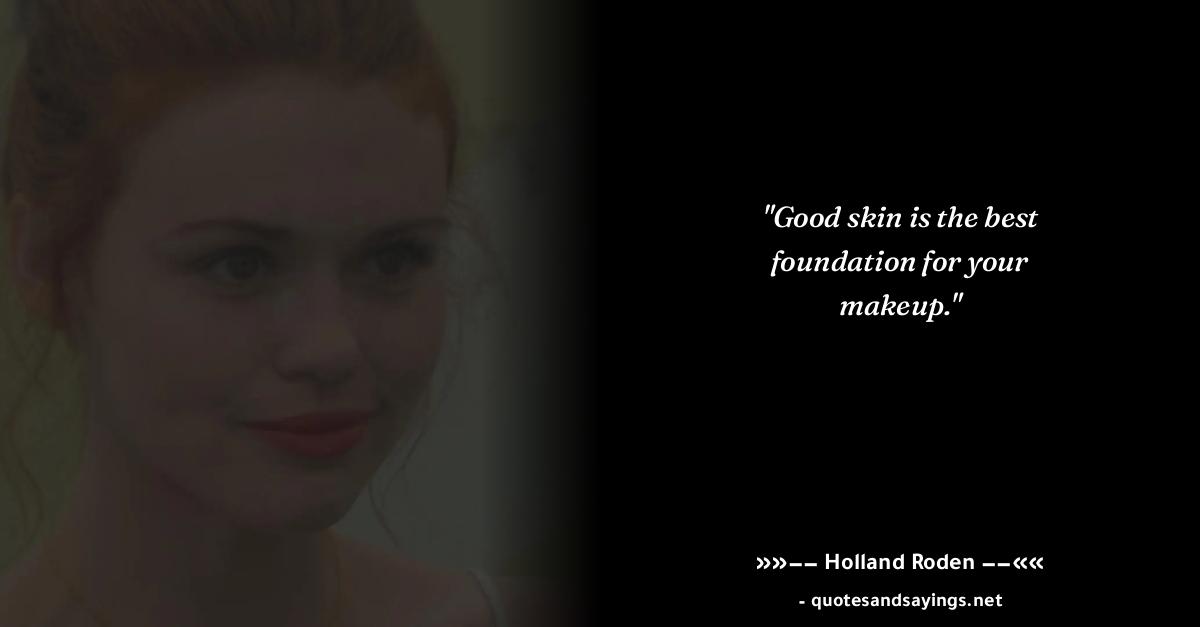 "Good skin is the best
foundation for your
makeup."
»»−− Holland Roden −−««
- quotesandsayings.net